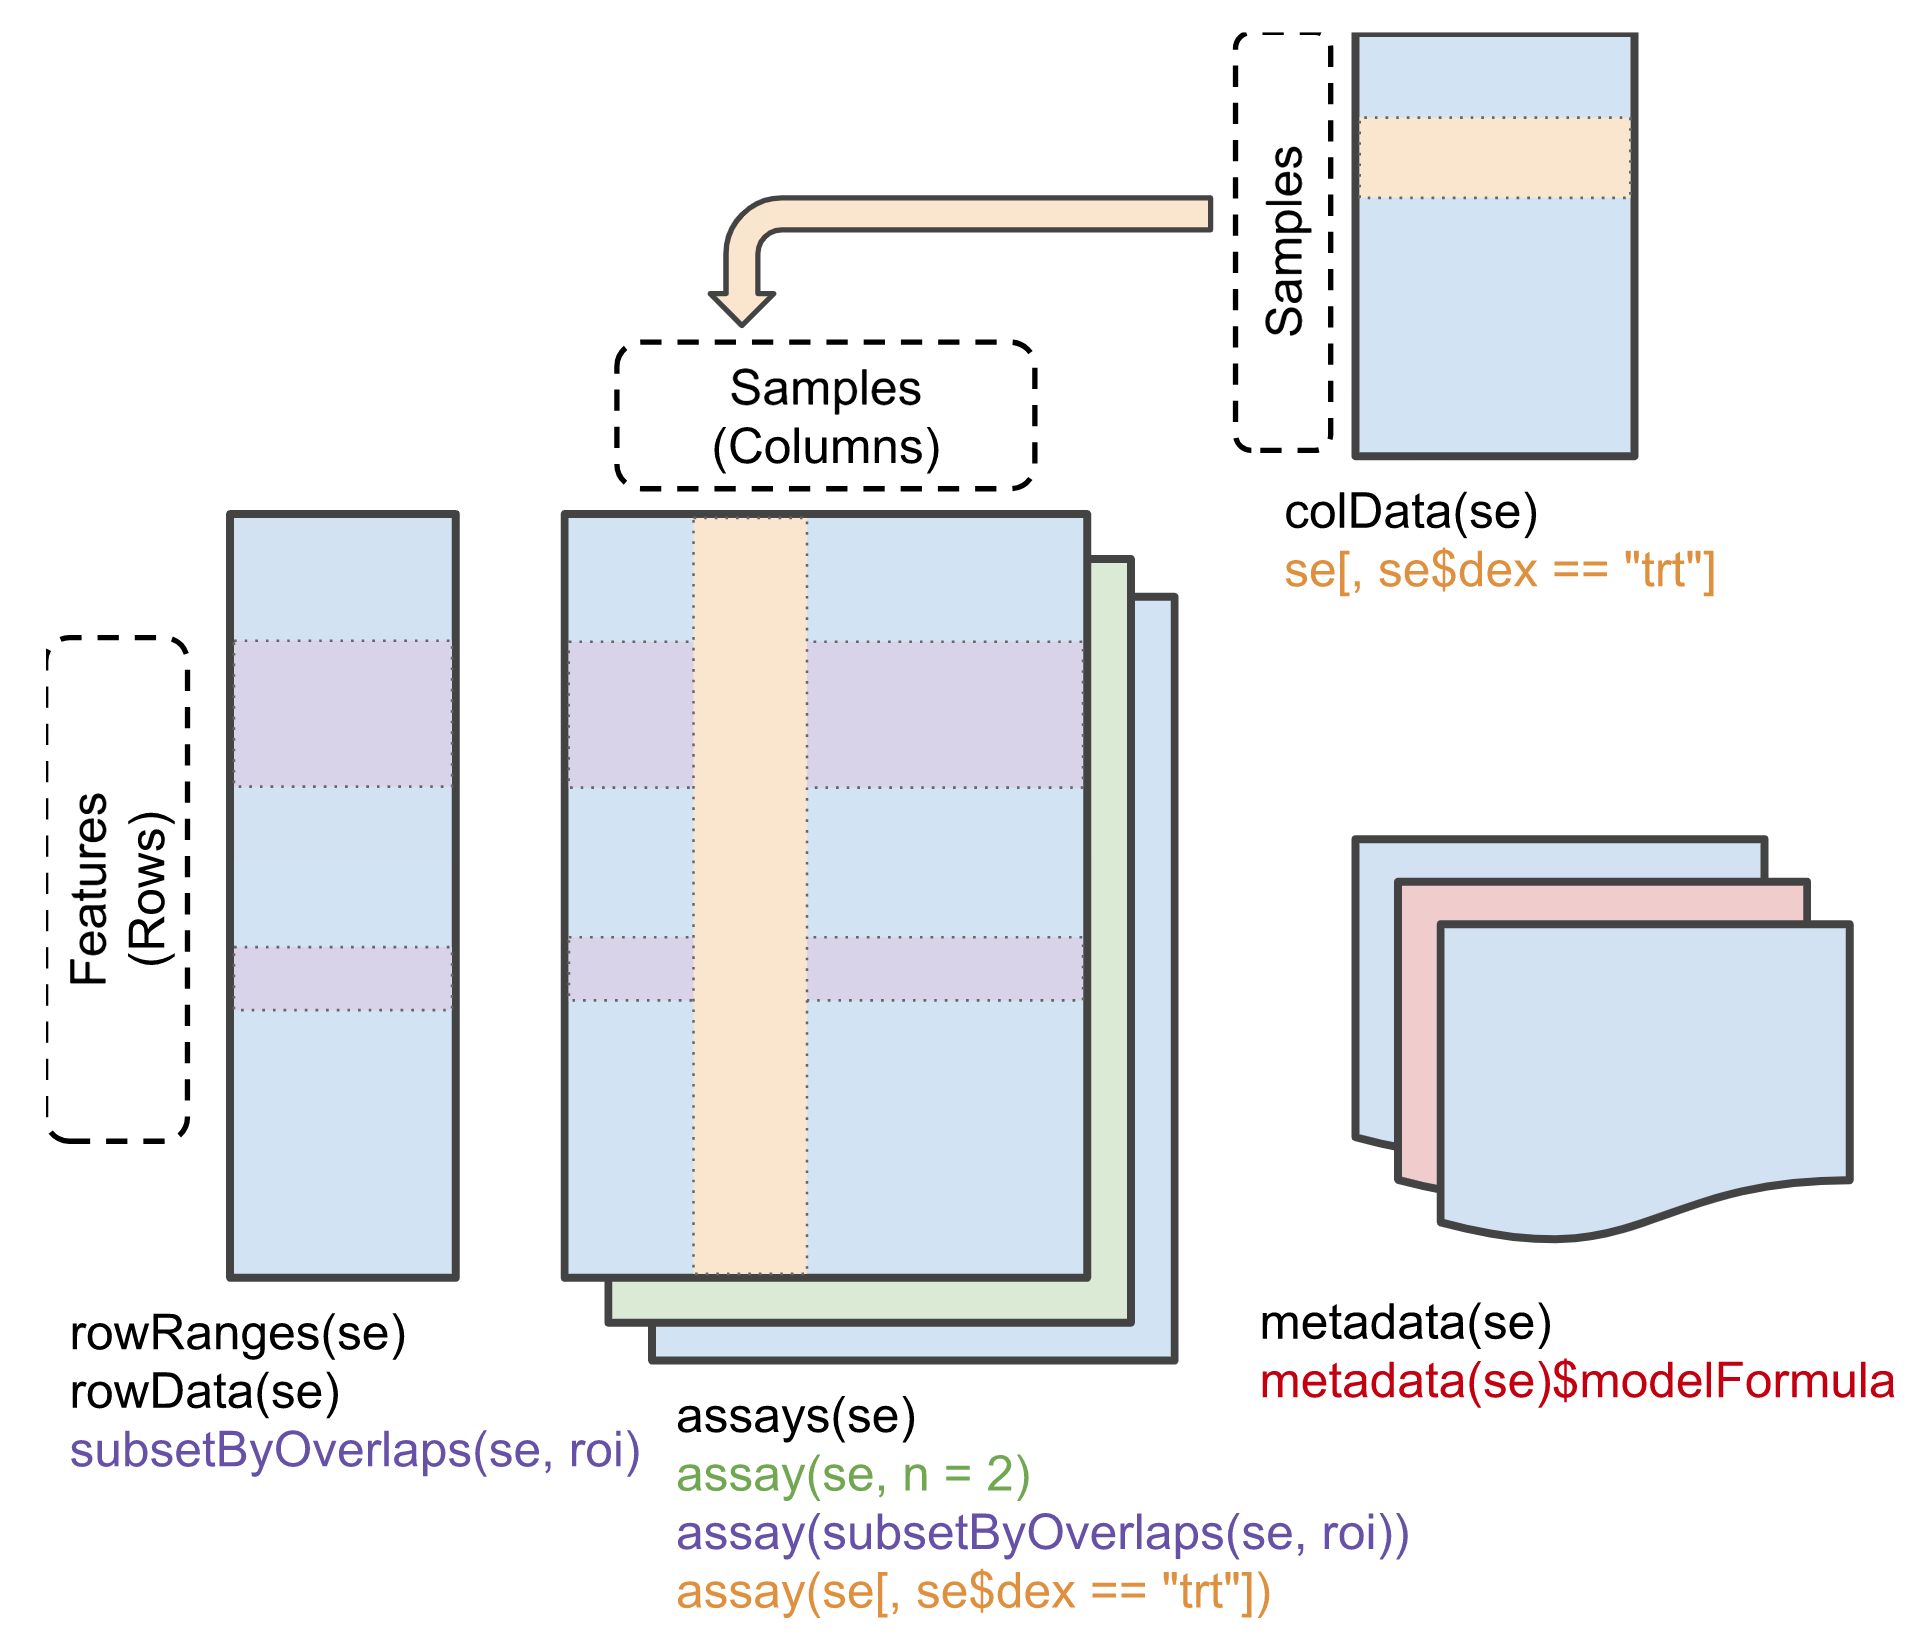 Samples
colData(se)
se[, se$dex == "trt"]
Samples
(Columns)
Features
(Rows)
rowRanges(se)
rowData(se)
subsetByOverlaps(se, roi)
assays(se)
assay(se, n = 2)
assay(subsetByOverlaps(se, roi))
assay(se[, se$dex == "trt"])
metadata(se)
metadata(se)$modelFormula